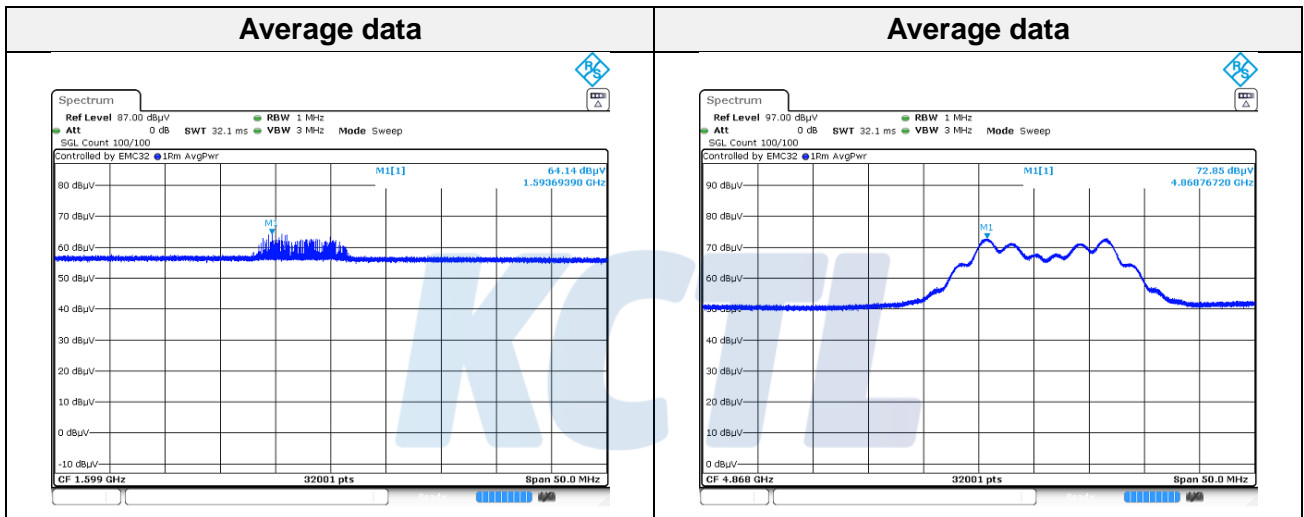 Average data
Average data
R&S
Spectrum
Ref Level 87.00 dBµV RBW 1 MHz
Att 0 dB SWT 32.1 ms VBW 3 MHz Mode Sweep
SGL Count 100/100
Controlled by EMC32 1Rm AvgPwr
M1[1] 64.14 dBµV
1.59369390 GHz
80 dBµV
70 dBµV
M1
60 dBµV
50 dBµV
40 dBµV
30 dBµV
20 dBµV
10 dBµV
0 dBµV
-10 dBµV
CF 1.599 GHz 32001 pts Span 50.0 MHz
R&S
Spectrum
Ref Level 97.00 dBµV RBW 1 MHz
Att 0 dB SWT 32.1 ms VBW 3 MHz Mode Sweep
SGL Count 100/100
Controlled by EMC32 1Rm AvgPwr
M1[1] 72.85 dBµV
4.86876720 GHz
90 dBµV
80 dBµV
M1
70 dBµV
60 dBµV
50 dBµV
40 dBµV
30 dBµV
20 dBµV
10 dBµV
0 dBµV
CF 4.868 GHz 32001 pts Span 50.0 MHz
KCTL